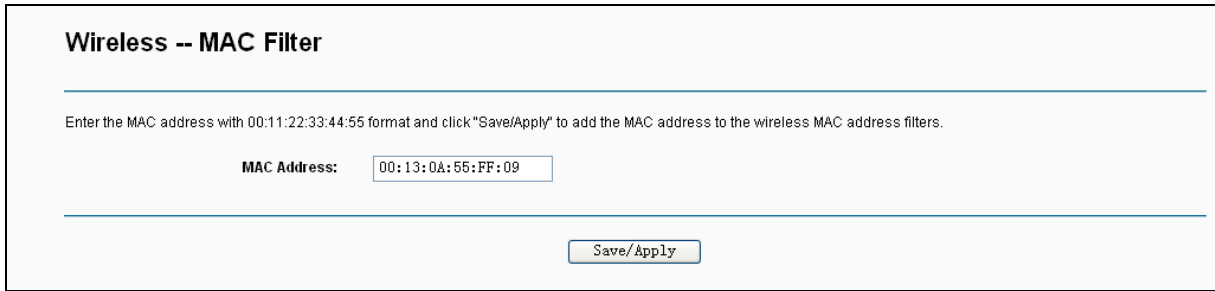 Wireless -- MAC Filter
Enter the MAC address with 00:11:22:33:44:55 format and click "Save/Apply" to add the MAC address to the wireless MAC address filters.
MAC Address: 00:13:0A:55:FF:09
Save/Apply